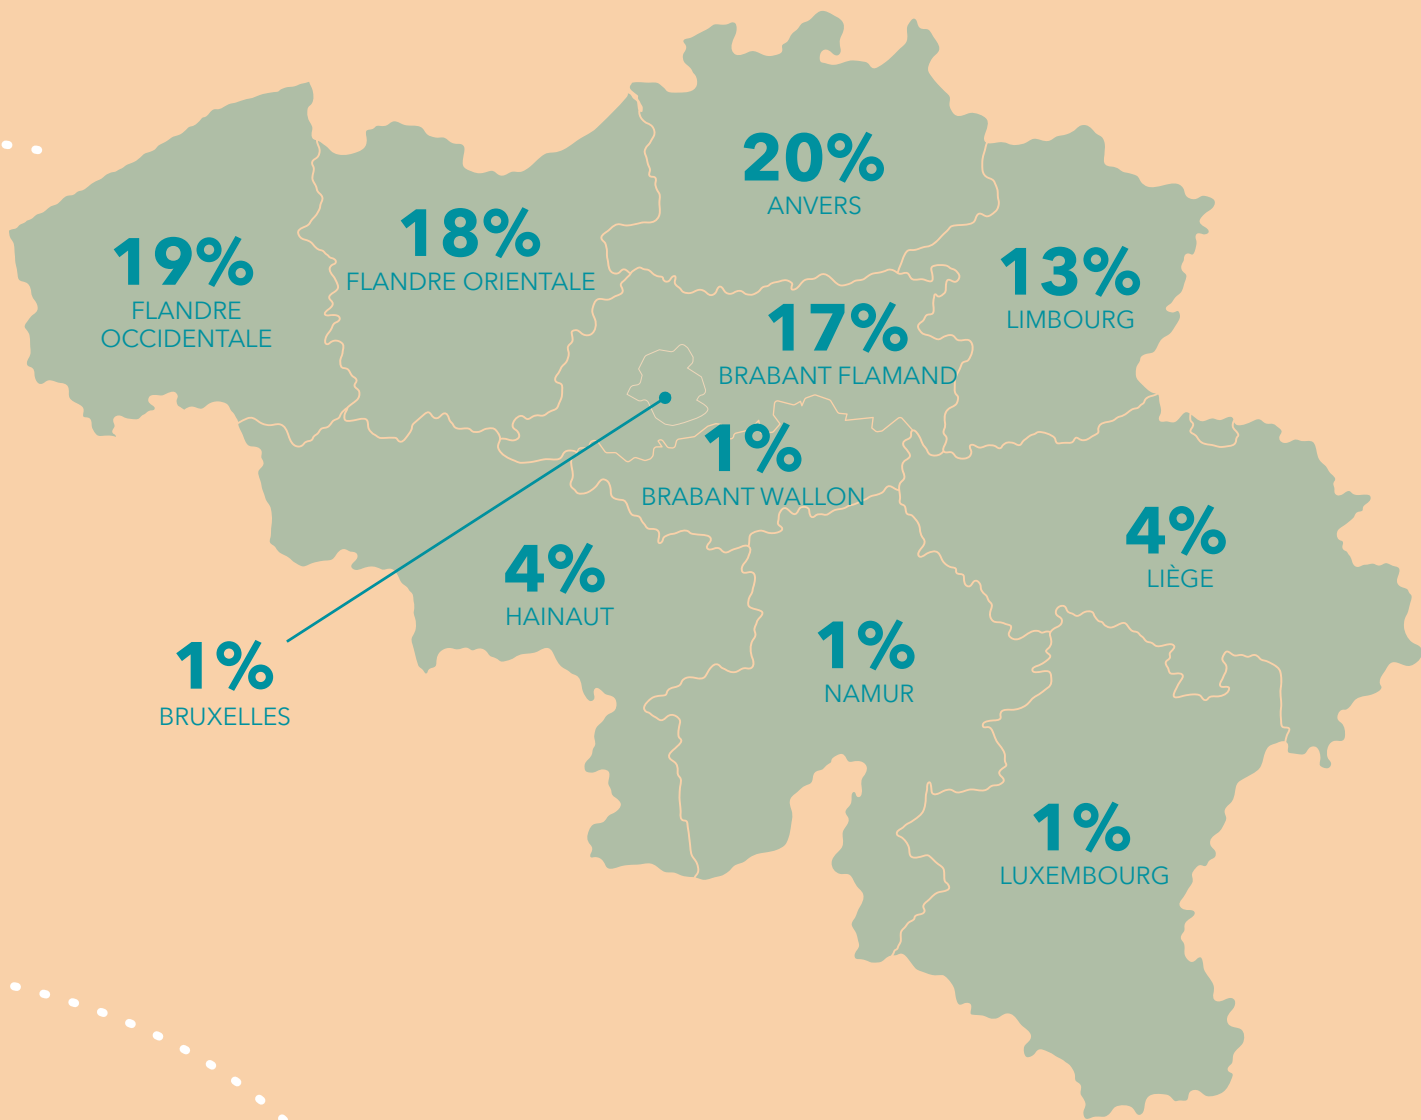 20%
ANVERS
18%
FLANDRE ORIENTALE
19%
FLANDRE
OCCIDENTALE
13%
LIMBOURG
17%
BRABANT FLAMAND
1%
BRABANT WALLON
4%
LIÈGE
4%
HAINAUT
1%
NAMUR
1%
BRUXELLES
1%
LUXEMBOURG